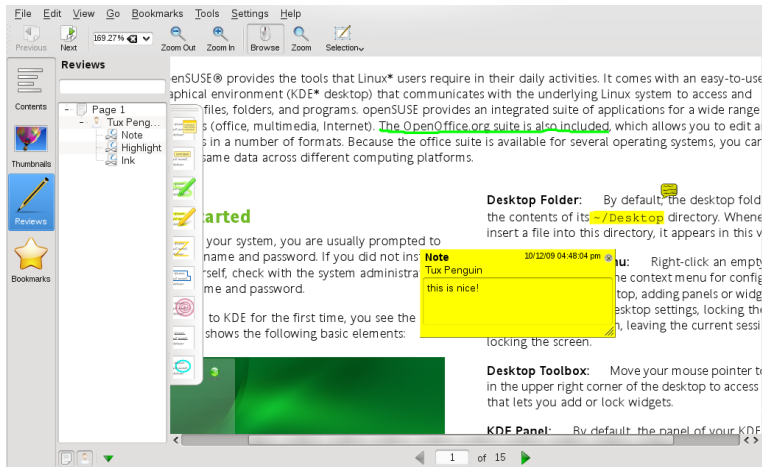 File Edit View Go Bookmarks Tools Settings Help
Previous Next 169.27% Zoom Out Zoom In Browse Zoom Selection
Reviews
Contents
Thumbnails
Reviews
Bookmarks
Page 1
Tux Peng...
Note
Highlight
Ink
enSUSE® provides the tools that Linux* users require in their daily activities. It comes with an easy-to-use
aphical environment (KDE* desktop) that communicates with the underlying Linux system to access and
files, folders, and programs. openSUSE provides an integrated suite of applications for a wide range
s (office, multimedia, Internet). The OpenOffice.org suite is also included, which allows you to edit a
s in a number of formats. Because the office suite is available for several operating systems, you can
same data across different computing platforms.
arted
your system, you are usually prompted to
name and password. If you did not ins
rself, check with the system administra
me and password.
to KDE for the first time, you see the
shows the following basic elements:
Desktop Folder: By default, the desktop fold
the contents of its ~/Desktop directory. Whene
insert a file into this directory, it appears in this v
nu: Right-click an empty
he context menu for config
top, adding panels or widg
esktop settings, locking the
n, leaving the current sessi
locking the screen.
Note 10/12/09 04:48:04 pm
Tux Penguin
this is nice!
Desktop Toolbox: Move your mouse pointer to
in the upper right corner of the desktop to access
that lets you add or lock widgets.
KDE Panel: By default, the panel of your KDE
1 of 15